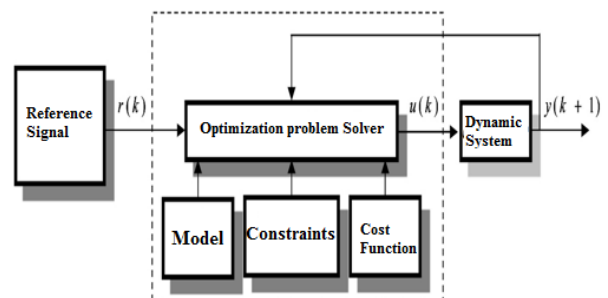 Reference
Signal
r(k)
Optimization problem Solver
u(k)
Dynamic
System
y(k + 1)
Model
Constraints
Cost
Function